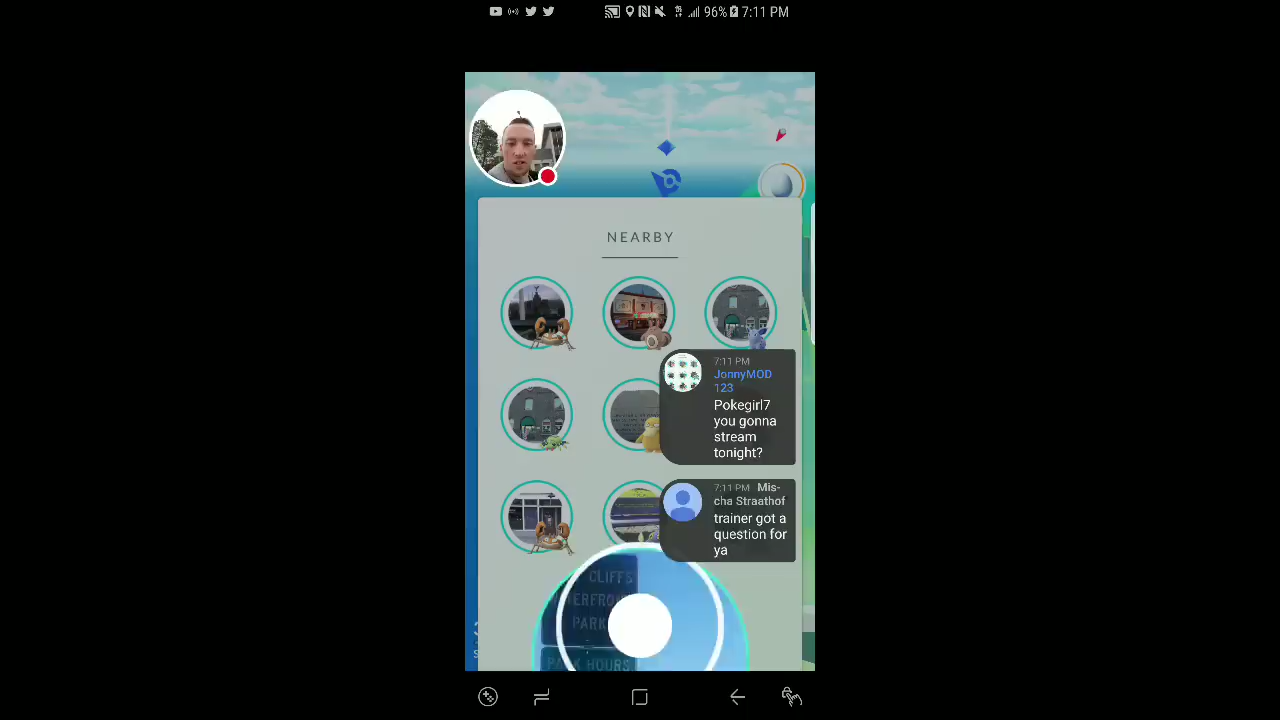 96% 7:11 PM
NEARBY
7:11 PM
JonnyMOD
123
Pokegirl7
you gonna
stream
tonight?
7:11 PM Mis-
cha Straathof
trainer got a
question for
ya
CLIFFS
PARK
PARK HOURS